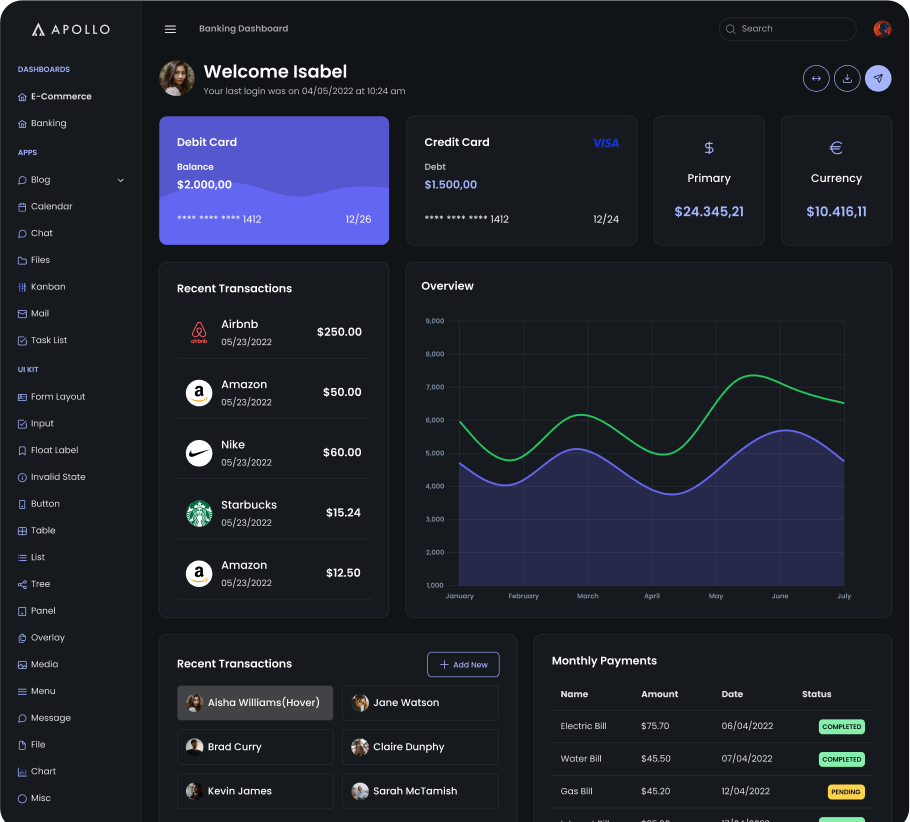 APOLLO
DASHBOARDS
E-Commerce
Banking
APPS
Blog
Calendar
Chat
Files
Kanban
Mail
Task List
UI KIT
Form Layout
Input
Float Label
Invalid State
Button
Table
List
Tree
Panel
Overlay
Media
Menu
Message
File
Chart
Misc
Banking Dashboard
Search
Welcome Isabel
Your last login was on 04/05/2022 at 10:24 am
Debit Card
Balance
$2.000,00
**** **** **** 1412 12/26
Credit Card VISA
Debt
$1.500,00
**** **** **** 1412 12/24
$
Primary
$24.345,21
€
Currency
$10.416,11
Recent Transactions
Airbnb
airbnb
05/23/2022
$250.00
Amazon
a
05/23/2022
$50.00
Nike
05/23/2022
$60.00
Starbucks
05/23/2022
$15.24
Amazon
a
05/23/2022
$12.50
Overview
9,000
8,000
7,000
6,000
5,000
4,000
3,000
2,000
1,000
January February March April May June July
Recent Transactions
Add New
Aisha Williams(Hover) Jane Watson
Brad Curry Claire Dunphy
Kevin James Sarah McTamish
Monthly Payments
Name Amount Date Status
Electric Bill $75.70 06/04/2022 COMPLETED
Water Bill $45.50 07/04/2022 COMPLETED
Gas Bill $45.20 12/04/2022 PENDING